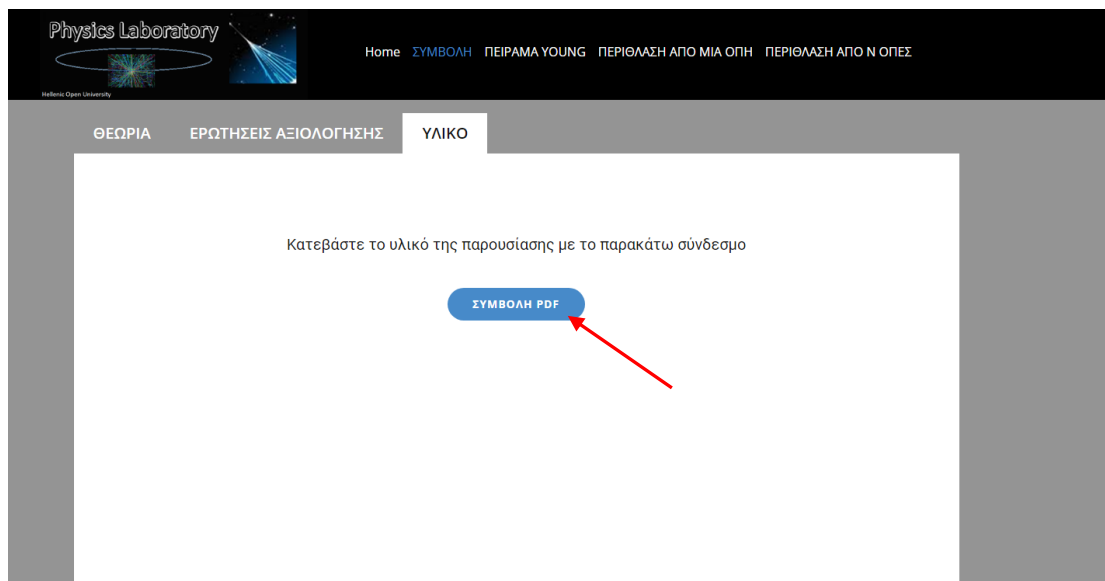 Physics Laboratory
Hellenic Open University
Home ΣΥΜΒΟΛΗ ΠΕΙΡΑΜΑ YOUNG ΠΕΡΙΘΛΑΣΗ ΑΠΟ ΜΙΑ ΟΠΗ ΠΕΡΙΘΛΑΣΗ ΑΠΟ Ν ΟΠΕΣ
ΘΕΩΡΙΑ ΕΡΩΤΗΣΕΙΣ ΑΞΙΟΛΟΓΗΣΗΣ ΥΛΙΚΟ
Κατεβάστε το υλικό της παρουσίασης με το παρακάτω σύνδεσμο
ΣΥΜΒΟΛΗ PDF